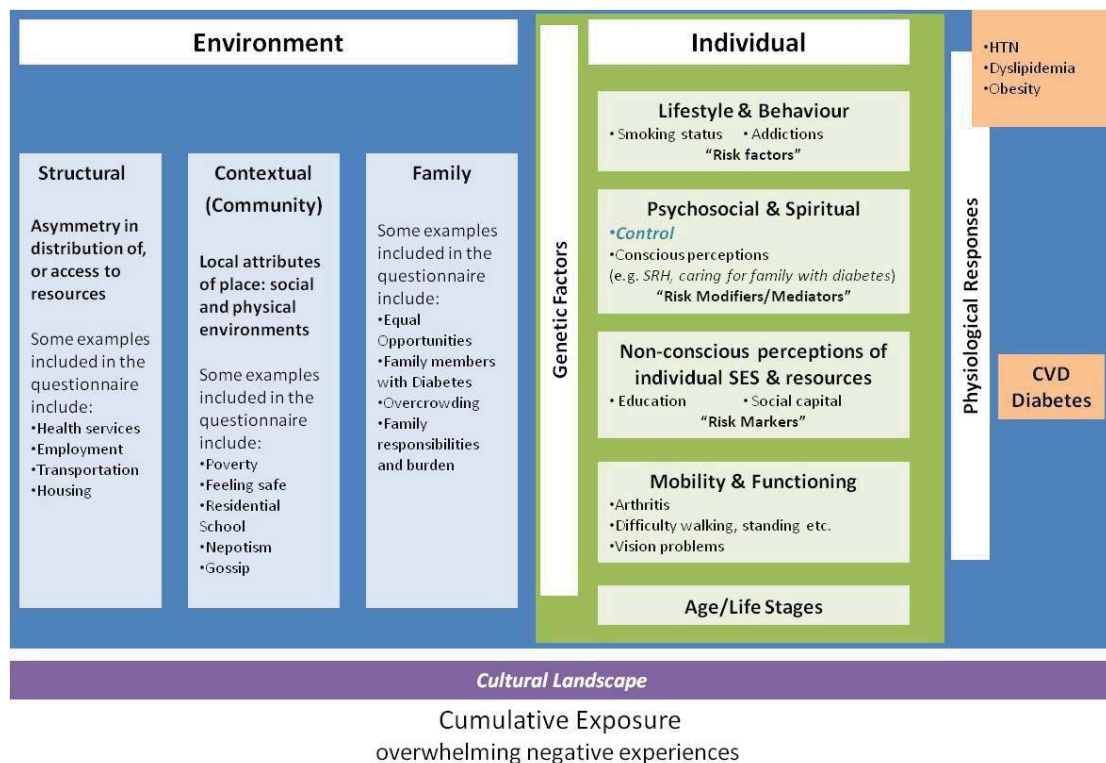 Environment
Structural
Asymmetry in
distribution of,
or access to
resources
Some examples
included in the
questionnaire
include:
•Health services
•Employment
•Transportation
•Housing
Contextual
(Community)
Local attributes
of place: social
and physical
environments
Some examples
included in the
questionnaire
include:
•Poverty
•Feeling safe
•Residential
School
•Nepotism
•Gossip
Family
Some examples
included in the
questionnaire
include:
•Equal
Opportunities
•Family members
with Diabetes
•Overcrowding
•Family
responsibilities
and burden
Genetic Factors
Individual
Lifestyle & Behaviour
•Smoking status •Addictions
“Risk factors”
Psychosocial & Spiritual
•Control
•Conscious perceptions
(e.g. SRH, caring for family with diabetes)
“Risk Modifiers/Mediators”
Non-conscious perceptions of
individual SES & resources
•Education •Social capital
“Risk Markers”
Mobility & Functioning
•Arthritis
•Difficulty walking, standing etc.
•Vision problems
Age/Life Stages
Physiological Responses
•HTN
•Dyslipidemia
•Obesity
CVD
Diabetes
Cultural Landscape
Cumulative Exposure
overwhelming negative experiences